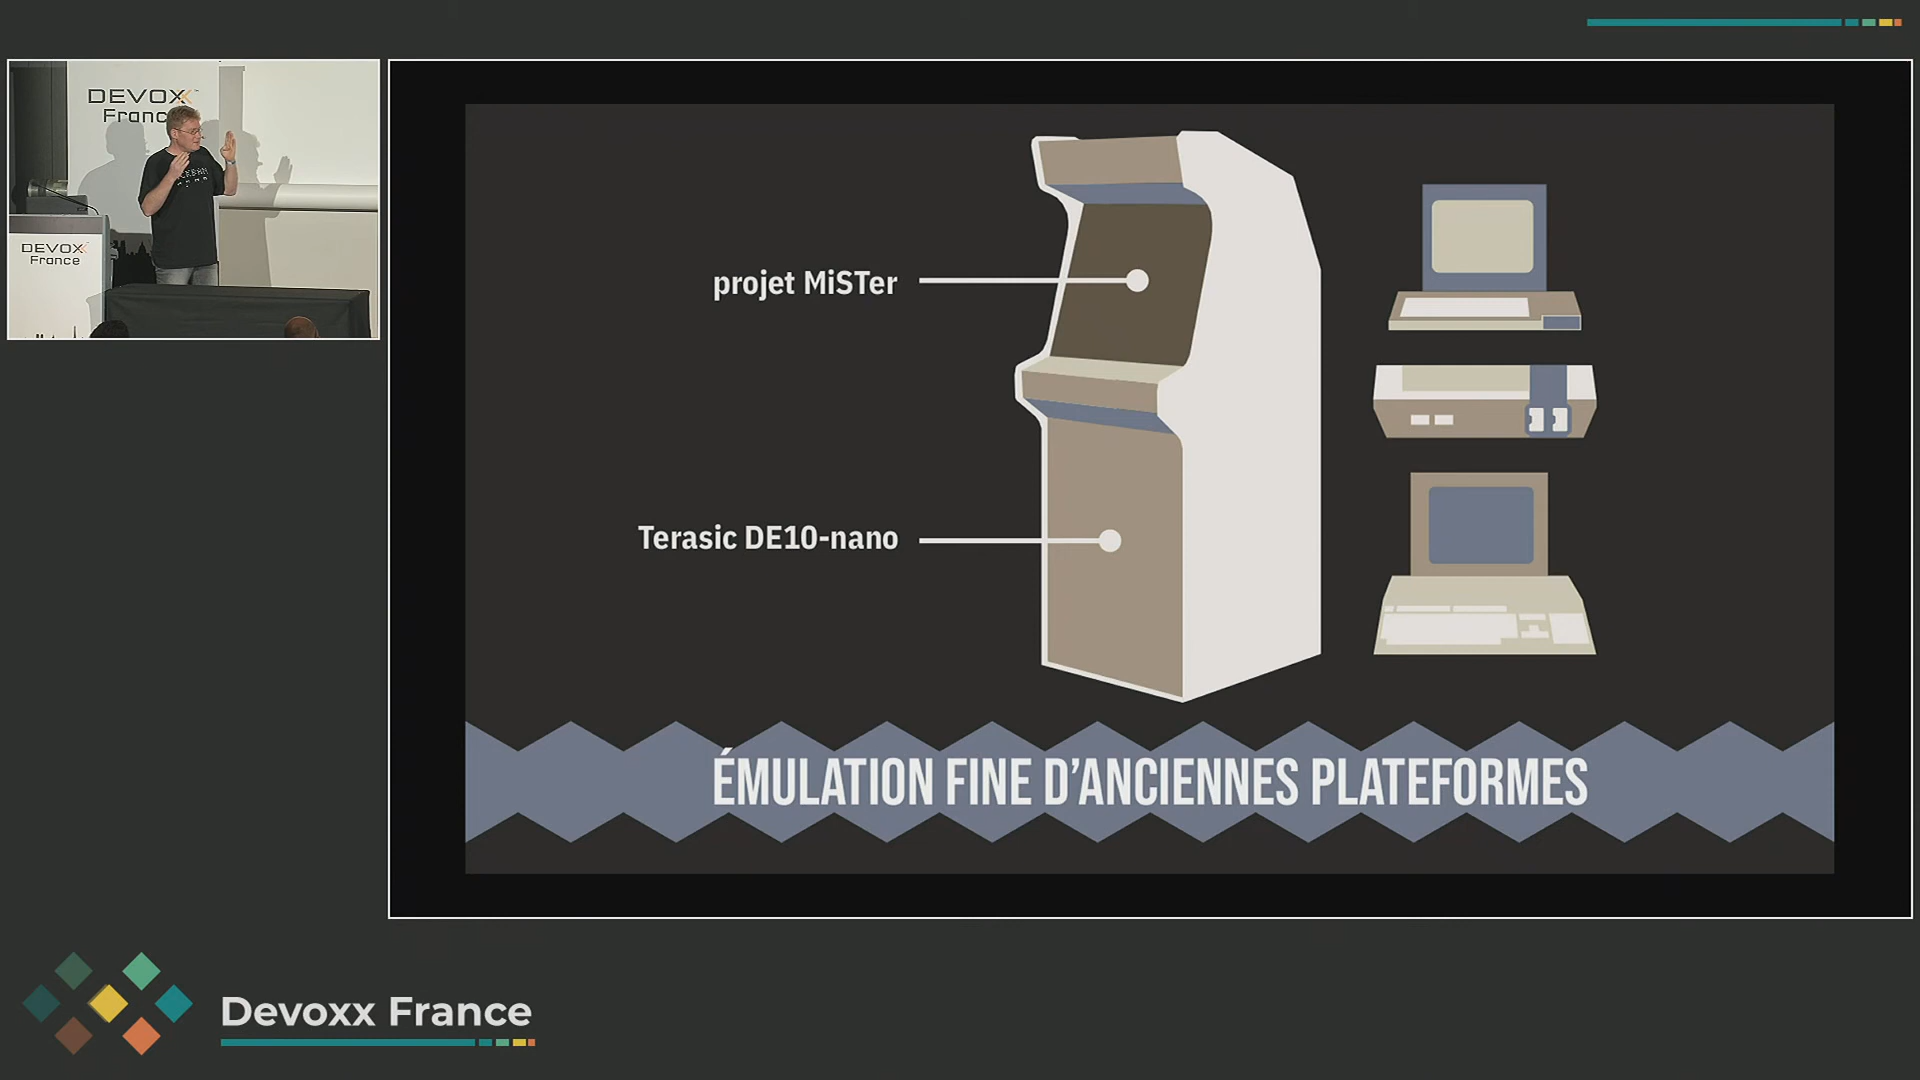 DEVOXX
France
DEVOXX
France
projet MiSTer
Terasic DE10-nano
ÉMULATION FINE D'ANCIENNES PLATEFORMES
Devoxx France